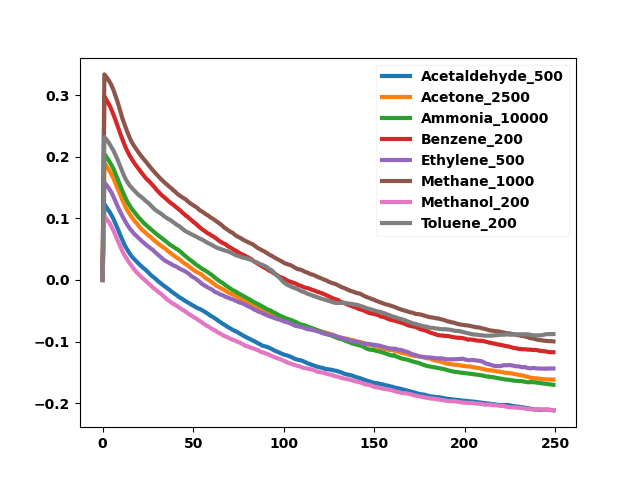 Acetaldehyde_500
Acetone_2500
Ammonia_10000
Benzene_200
Ethylene_500
Methane_1000
Methanol_200
Toluene_200
0.3
0.2
0.1
0.0
−0.1
−0.2
0 50 100 150 200 250